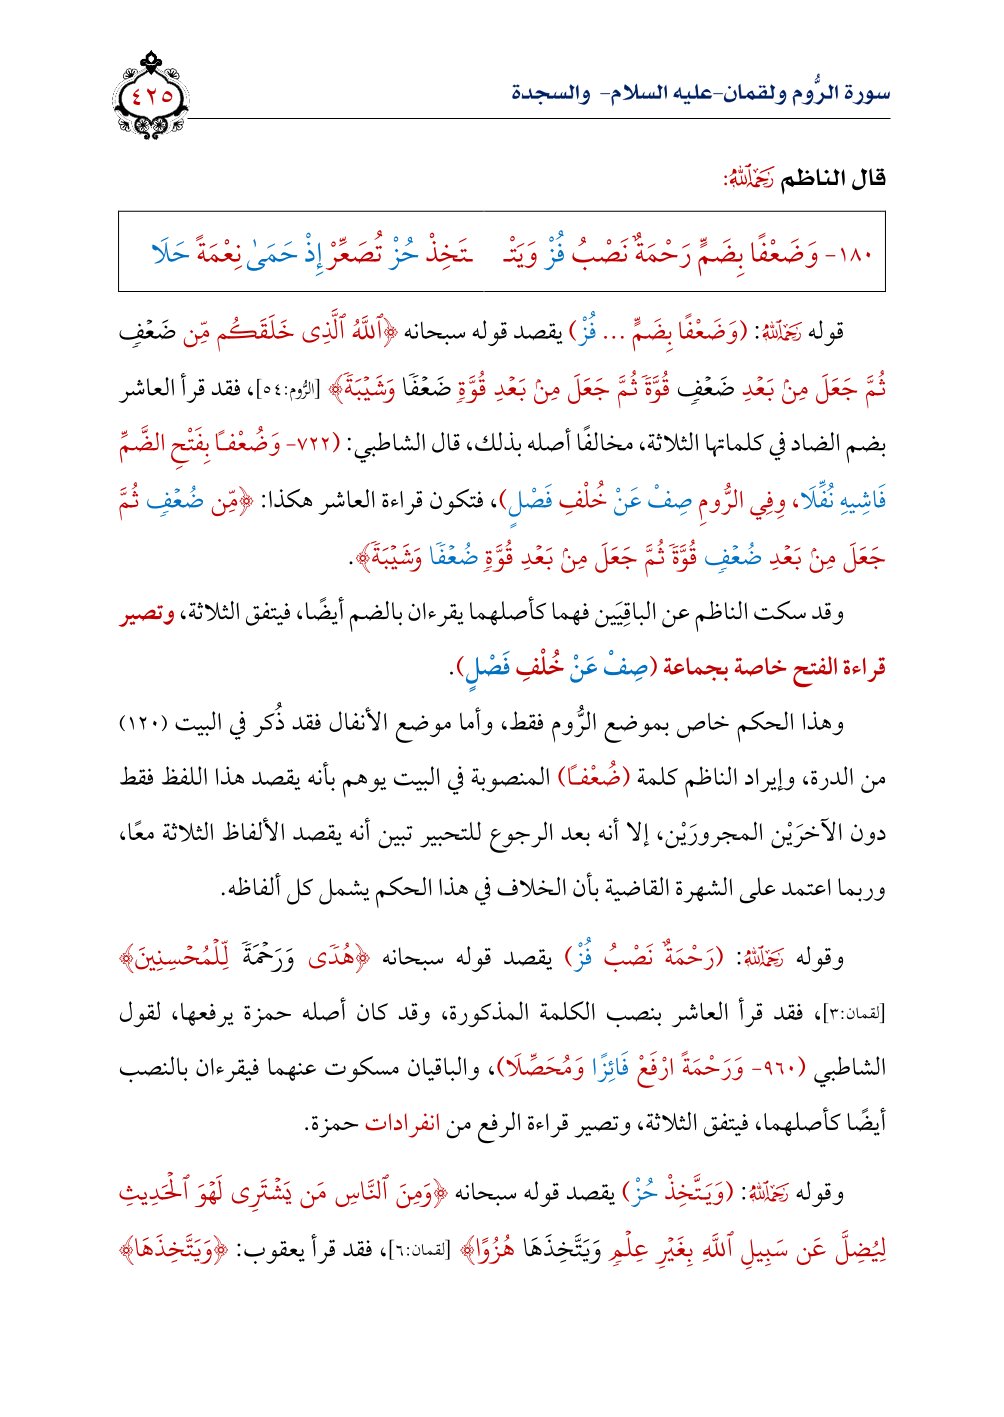 سورة الرُّوم ولقمان-عليه السلام- والسجدة
٤٢٥
قال الناظم رَحِمَهُ ٱللَّهُ:
١٨٠- وَضَعْفًا بِضَمٍّ رَحْمَةٌ نَصْبُ فُزْ وَيَتْـ ـتَخِذْ حُزْ تُصَعِّرْ إِذْ حَمَىٰ نِعْمَةً حَلَا
قوله رَحِمَهُ ٱللَّهُ: (وَضَعْفًا بِضَمٍّ ... فُزْ) يقصد قوله سبحانه ﴿ٱللَّهُ ٱلَّذِى خَلَقَكُم مِّن ضَعْفٖ
ثُمَّ جَعَلَ مِنۢ بَعْدِ ضَعْفٖ قُوَّةٗ ثُمَّ جَعَلَ مِنۢ بَعْدِ قُوَّةٖ ضَعْفٗا وَشَيْبَةٗ﴾ [الرُّوم:٥٤]، فقد قرأ العاشر
بضم الضاد في كلماتها الثلاثة، مخالفًا أصله بذلك، قال الشاطبي: (٧٢٢- وَضُعْفًا بِفَتْحِ الضَّمِّ
فَاشِيهِ نُفِّلَا، وِفِي الرُّومِ صِفْ عَنْ خُلْفِ فَصْلٍ)، فتكون قراءة العاشر هكذا: ﴿مِّن ضُعْفٖ ثُمَّ
جَعَلَ مِنۢ بَعْدِ ضُعْفٖ قُوَّةٗ ثُمَّ جَعَلَ مِنۢ بَعْدِ قُوَّةٖ ضُعْفٗا وَشَيْبَةٗ﴾.
وقد سكت الناظم عن الباقِيَين فهما كأصلهما يقرءان بالضم أيضًا، فيتفق الثلاثة، وتصير
قراءة الفتح خاصة بجماعة (صِفْ عَنْ خُلْفِ فَصْلٍ).
وهذا الحكم خاص بموضع الرُّوم فقط، وأما موضع الأنفال فقد ذُكر في البيت (١٢٠)
من الدرة، وإيراد الناظم كلمة (ضُعْفًا) المنصوبة في البيت يوهم بأنه يقصد هذا اللفظ فقط
دون الآخرَيْن المجرورَيْن، إلا أنه بعد الرجوع للتحبير تبين أنه يقصد الألفاظ الثلاثة معًا،
وربما اعتمد على الشهرة القاضية بأن الخلاف في هذا الحكم يشمل كل ألفاظه.
وقوله رَحِمَهُ ٱللَّهُ: (رَحْمَةٌ نَصْبُ فُزْ) يقصد قوله سبحانه ﴿هُدٗى وَرَحْمَةٗ لِّلْمُحْسِنِينَ﴾
[لقمان:٣]، فقد قرأ العاشر بنصب الكلمة المذكورة، وقد كان أصله حمزة يرفعها، لقول
الشاطبي (٩٦٠- وَرَحْمَةً ارْفَعْ فَائِزًا وَمُحَصِّلَا)، والباقيان مسكوت عنهما فيقرءان بالنصب
أيضًا كأصلهما، فيتفق الثلاثة، وتصير قراءة الرفع من انفرادات حمزة.
وقوله رَحِمَهُ ٱللَّهُ: (وَيَتَّخِذْ حُزْ) يقصد قوله سبحانه ﴿وَمِنَ ٱلنَّاسِ مَن يَشْتَرِى لَهْوَ ٱلْحَدِيثِ
لِيُضِلَّ عَن سَبِيلِ ٱللَّهِ بِغَيْرِ عِلْمٖ وَيَتَّخِذَهَا هُزُوًا﴾ [لقمان:٦]، فقد قرأ يعقوب: ﴿وَيَتَّخِذَهَا﴾